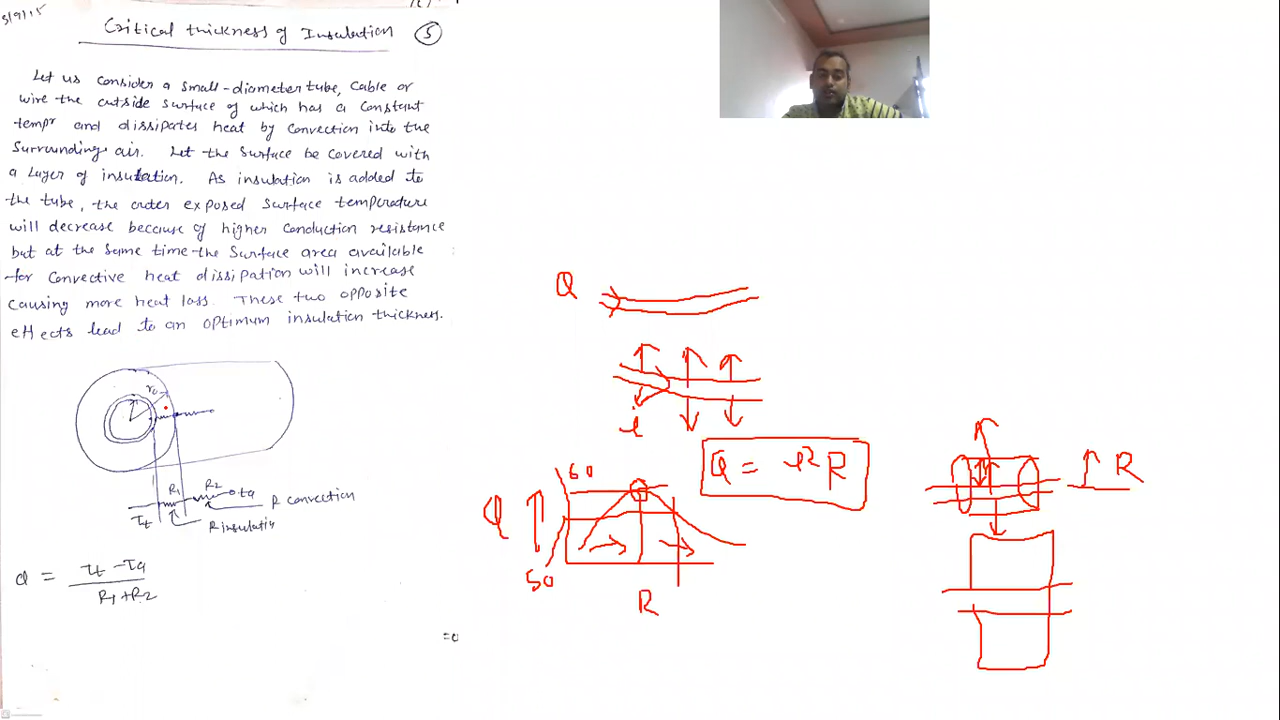 5/9/15
Critical thickness of Insulation 5
Let us consider a small-diameter tube, Cable or
wire the outside surface of which has a constant
tempr and dissipates heat by convection into the
Surrounding air. Let the surface be covered with
a layer of insulation. As insulation is added to
the tube, the outer exposed surface temperature
will decrease because of higher conduction resistance
but at the same time the surface area available
for convective heat dissipation will increase
causing more heat loss. These two opposite
effects lead to an optimum insulation thickness.
r0
R1 R2 ta R convection
Tt R insulatin
Q = Tt - Ta
R1 + R2
=0
Q
i
Q = i²R
60
Q
50
R
R